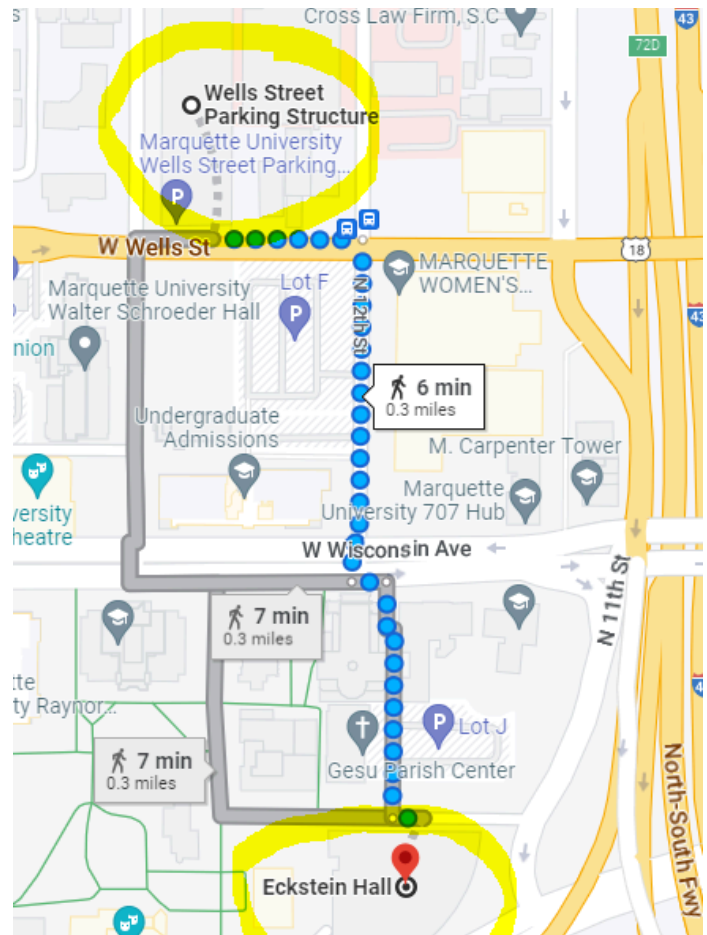 s
Cross Law Firm, S.C
43
72D
Wells Street
Parking Structure
Marquette University
Wells Street Parking...
P
W Wells St
18
MARQUETTE
WOMEN'S...
Lot F
P
N 12th St
Marquette University
Walter Schroeder Hall
43
nion
6 min
0.3 miles
Undergraduate
Admissions
M. Carpenter Tower
Marquette
University 707 Hub
versity
heatre
W Wisconsin Ave
N 11th St
7 min
0.3 miles
tte
ty Raynor...
P
Lot J
Gesu Parish Center
7 min
0.3 miles
North-South Fwy
Eckstein Hall